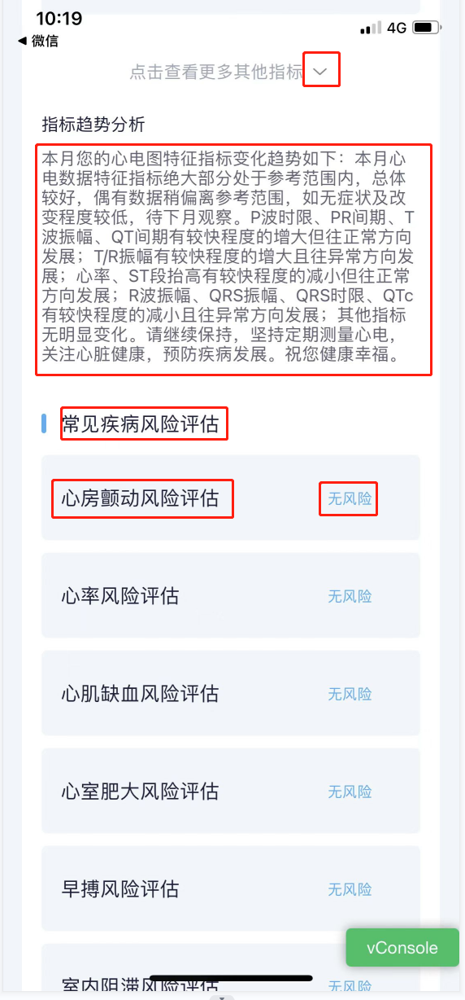 10:19
4G
◀ 微信
点击查看更多其他指标
指标趋势分析
本月您的心电图特征指标变化趋势如下：本月心
电数据特征指标绝大部分处于参考范围内，总体
较好，偶有数据稍偏离参考范围，如无症状及改
变程度较低，待下月观察。P波时限、PR间期、T
波振幅、QT间期有较快程度的增大但往正常方向
发展；T/R振幅有较快程度的增大且往异常方向发
展；心率、ST段抬高有较快程度的减小但往正常
方向发展；R波振幅、QRS振幅、QRS时限、QTc
有较快程度的减小且往异常方向发展；其他指标
无明显变化。请继续保持，坚持定期测量心电，
关注心脏健康，预防疾病发展。祝您健康幸福。
常见疾病风险评估
心房颤动风险评估 无风险
心率风险评估 无风险
心肌缺血风险评估 无风险
心室肥大风险评估 无风险
早搏风险评估 无风险
vConsole
室内阻滞风险评估 无风险